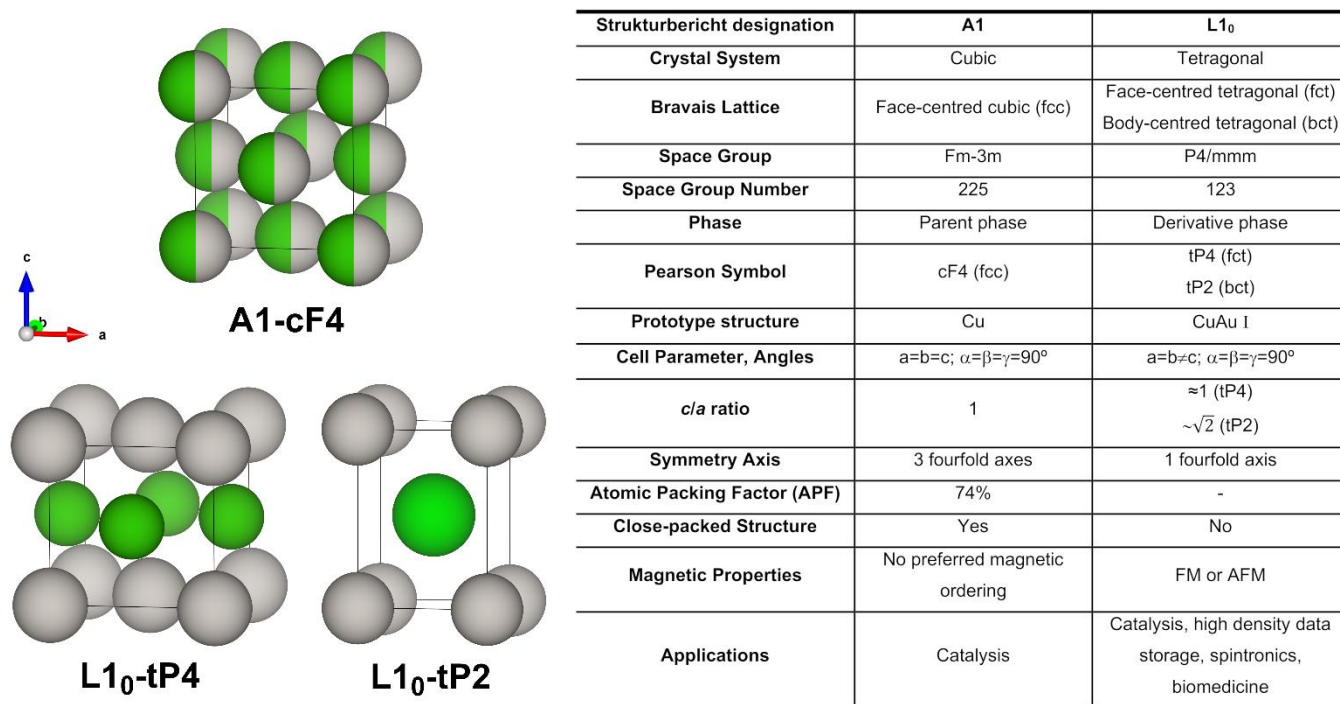 c
b
a
A1-cF4
L1₀-tP4
L1₀-tP2
Strukturbericht designation A1 L1₀
Crystal System Cubic Tetragonal
Bravais Lattice Face-centred cubic (fcc) Face-centred tetragonal (fct)
Body-centred tetragonal (bct)
Space Group Fm-3m P4/mmm
Space Group Number 225 123
Phase Parent phase Derivative phase
Pearson Symbol cF4 (fcc) tP4 (fct)
tP2 (bct)
Prototype structure Cu CuAu I
Cell Parameter, Angles a=b=c; α=β=γ=90º a=b≠c; α=β=γ=90º
c/a ratio 1 ≈1 (tP4)
~√2 (tP2)
Symmetry Axis 3 fourfold axes 1 fourfold axis
Atomic Packing Factor (APF) 74% -
Close-packed Structure Yes No
Magnetic Properties No preferred magnetic
ordering FM or AFM
Applications Catalysis Catalysis, high density data
storage, spintronics,
biomedicine